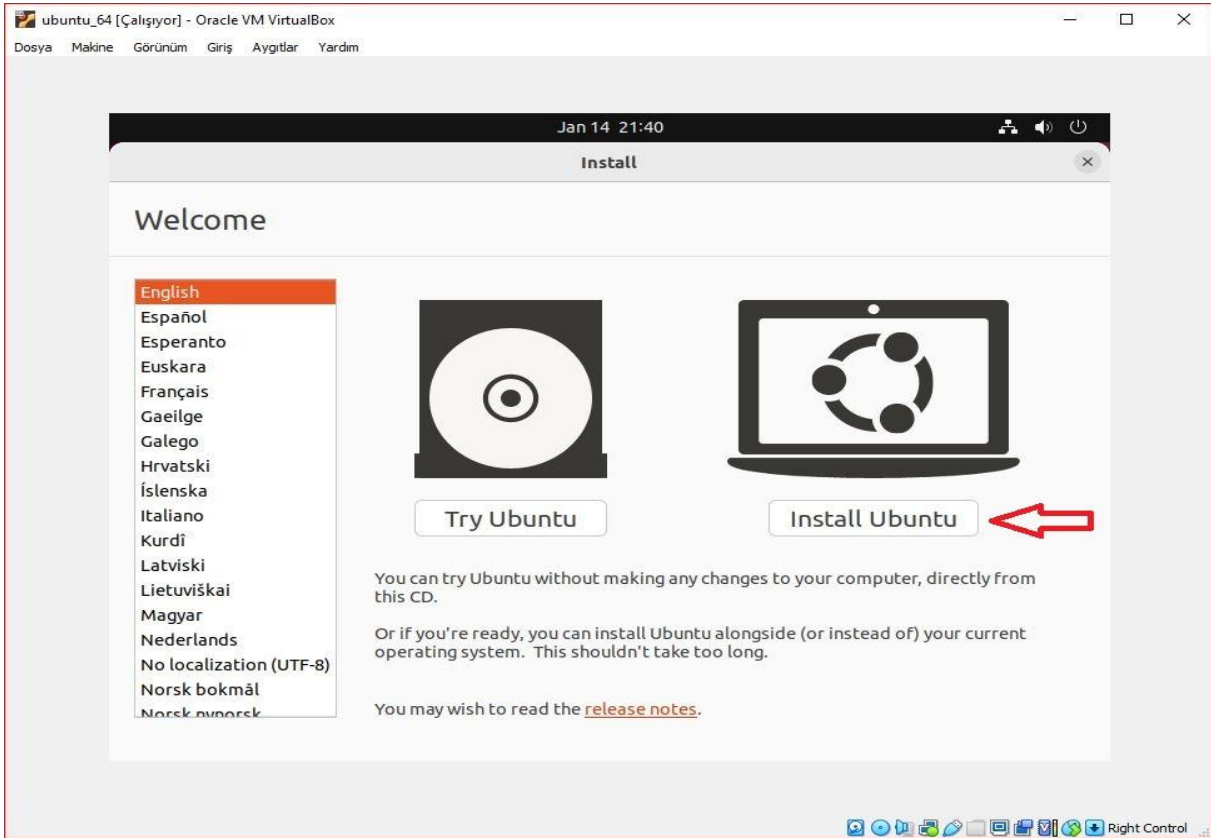 ubuntu_64 [Çalışıyor] - Oracle VM VirtualBox
Dosya Makine Görünüm Giriş Aygıtlar Yardım
Jan 14 21:40
Install
Welcome
English
Español
Esperanto
Euskara
Français
Gaeilge
Galego
Hrvatski
Íslenska
Italiano
Kurdî
Latviski
Lietuviškai
Magyar
Nederlands
No localization (UTF-8)
Norsk bokmål
Norsk nynorsk
Try Ubuntu
Install Ubuntu
You can try Ubuntu without making any changes to your computer, directly from
this CD.
Or if you're ready, you can install Ubuntu alongside (or instead of) your current
operating system. This shouldn't take too long.
You may wish to read the release notes.
Right Control